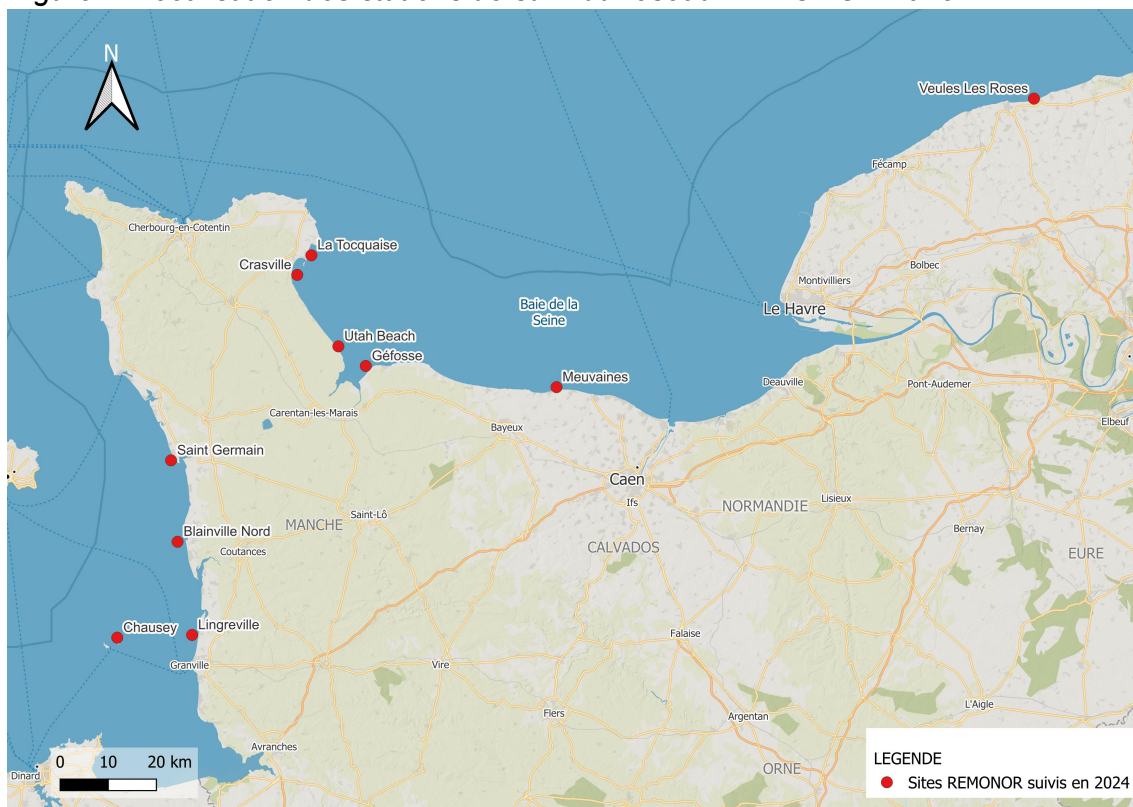 N
Veules Les Roses
Fécamp
Cherbourg-en-Cotentin
La Tocquaise
Crasville
Bolbec
Montivilliers
Baie de la
Seine
Le Havre
Utah Beach
Géfosse
Meuvaines
Deauville
Pont-Audemer
Carentan-les-Marais
Elbeuf
Bayeux
Saint Germain
Caen
Ifs
Lisieux
NORMANDIE
Saint-Lô
MANCHE
Bernay
Blainville Nord
Coutances
CALVADOS
EURE
Chausey
Lingreville
Falaise
Granville
Vire
L'Aigle
Flers
Argentan
Avranches
ORNE
Dinard
0 10 20 km
LEGENDE
Sites REMONOR suivis en 2024